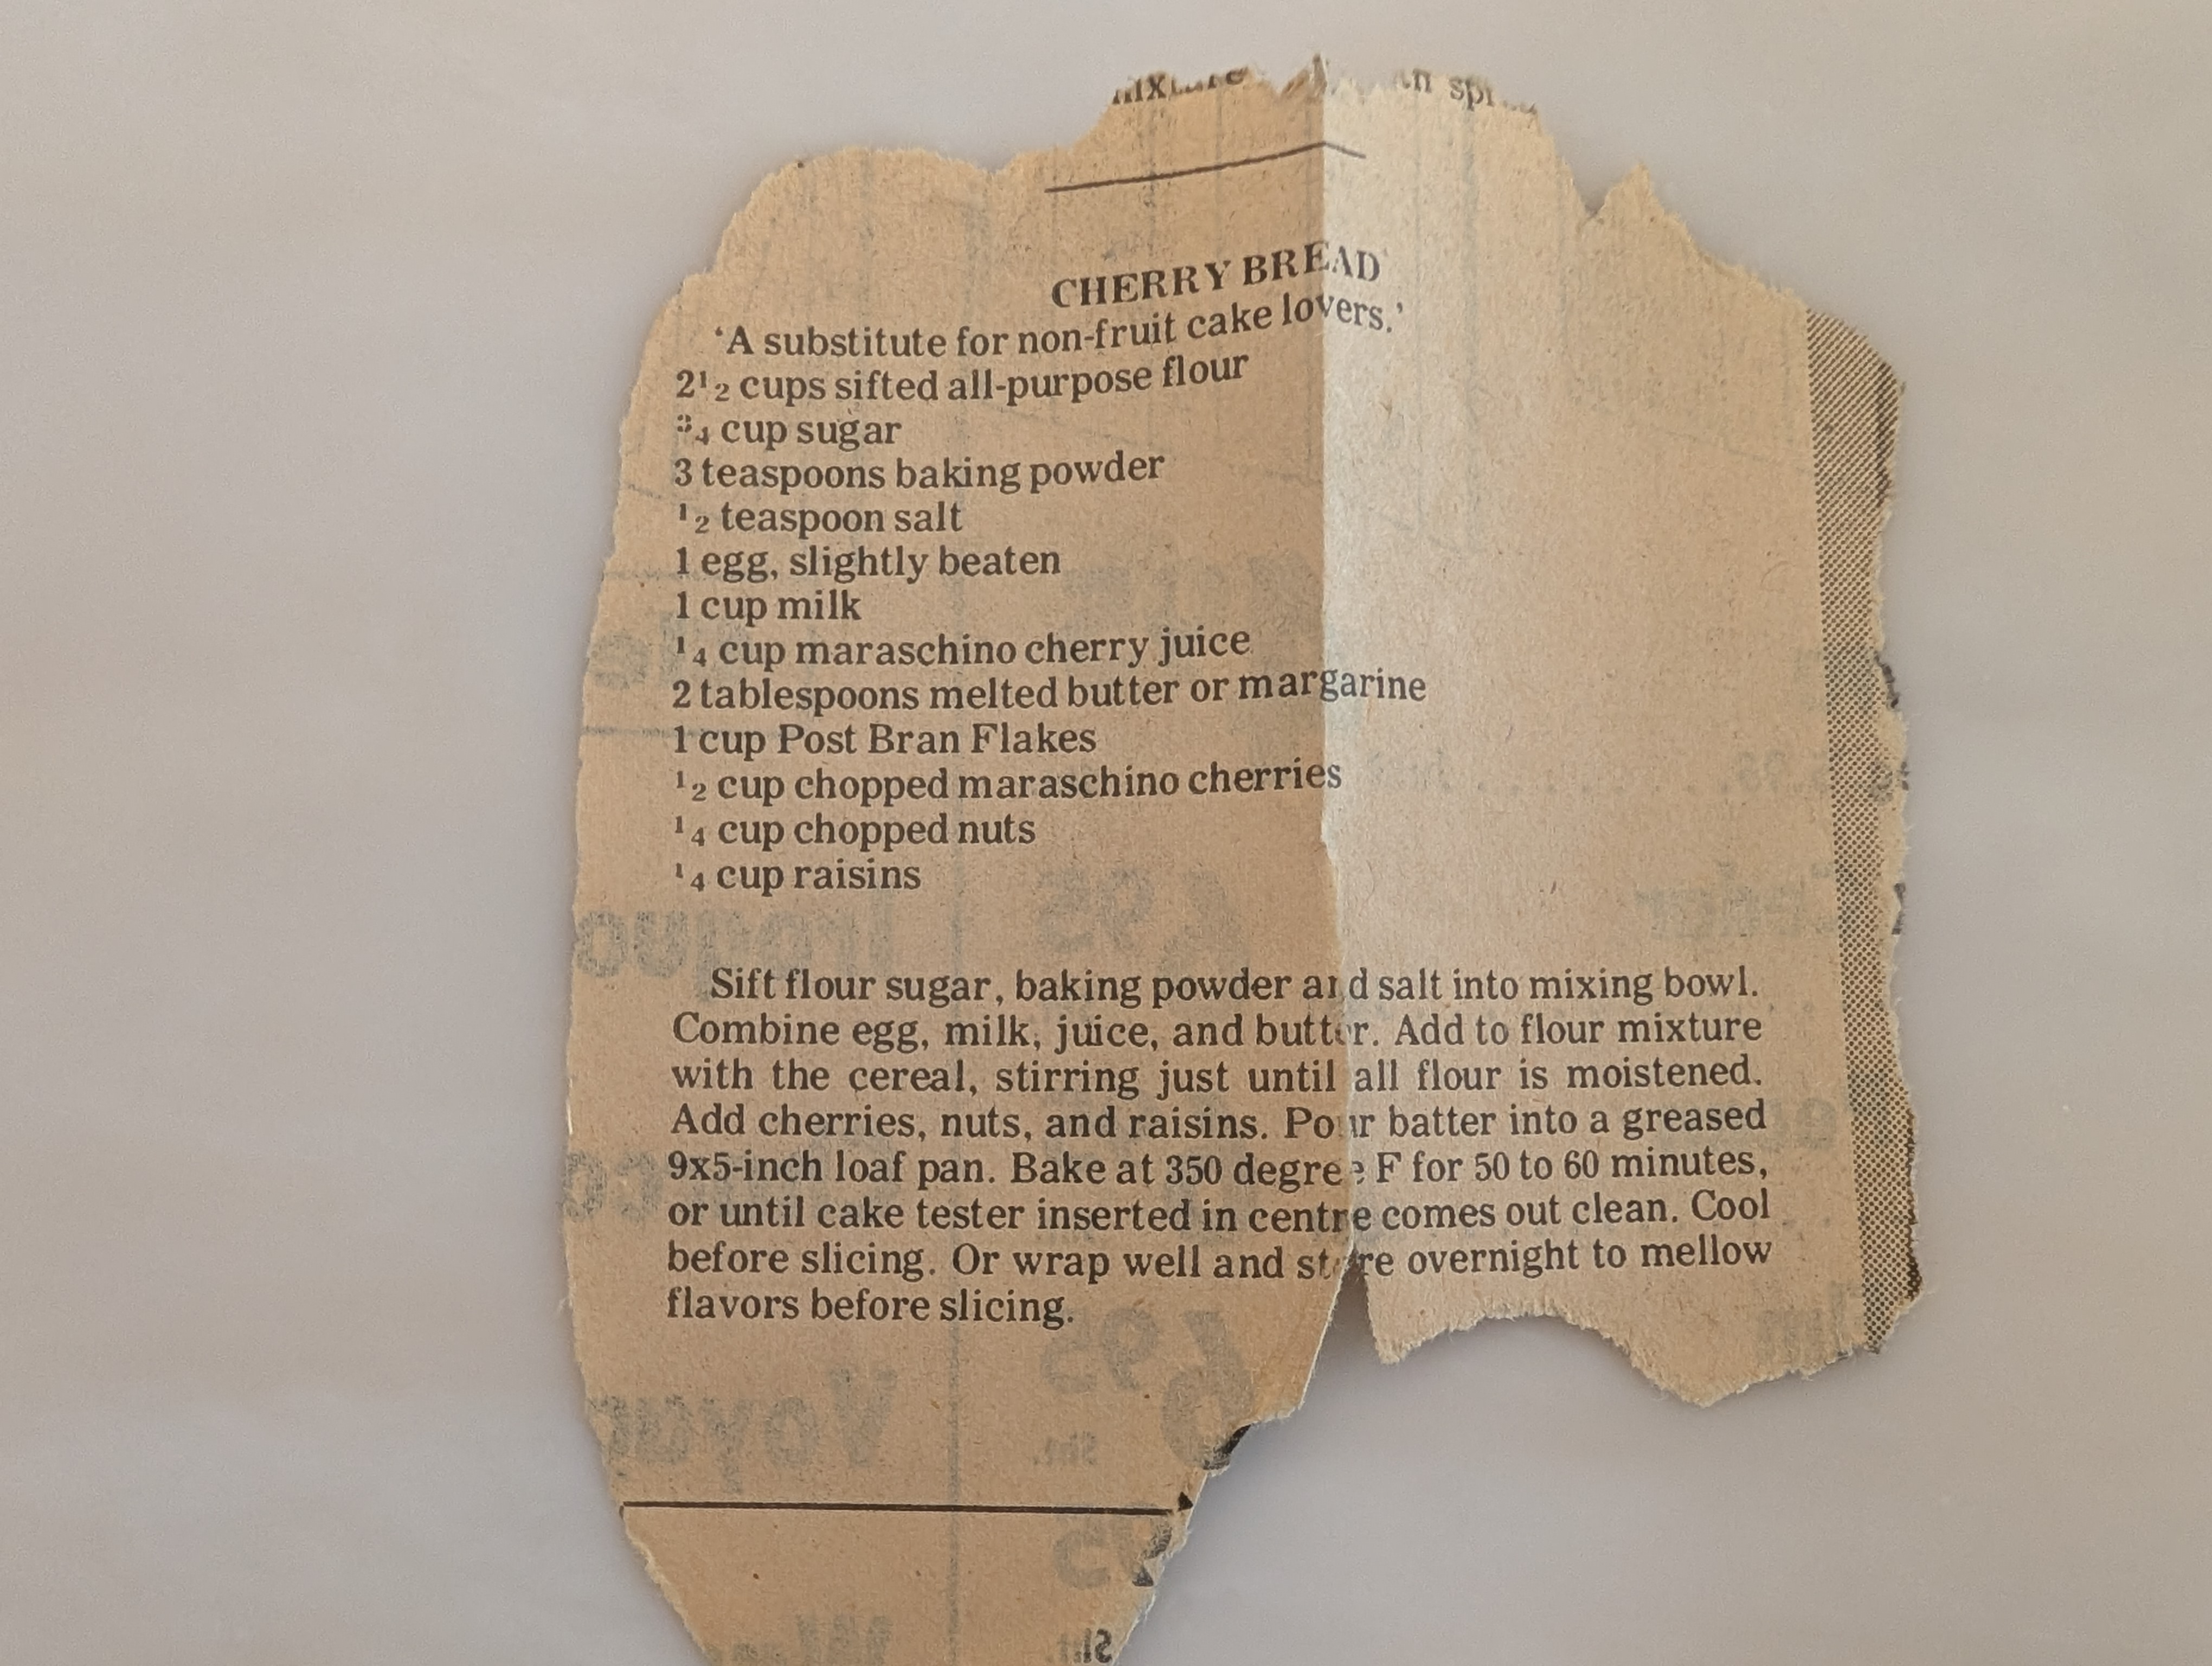 CHERRY BREAD
‘A substitute for non-fruit cake lovers.’
2 1/2 cups sifted all-purpose flour
3/4 cup sugar
3 teaspoons baking powder
1/2 teaspoon salt
1 egg, slightly beaten
1 cup milk
1/4 cup maraschino cherry juice
2 tablespoons melted butter or margarine
1 cup Post Bran Flakes
1/2 cup chopped maraschino cherries
1/4 cup chopped nuts
1/4 cup raisins
Sift flour sugar, baking powder and salt into mixing bowl.
Combine egg, milk, juice, and butter. Add to flour mixture
with the cereal, stirring just until all flour is moistened.
Add cherries, nuts, and raisins. Pour batter into a greased
9x5-inch loaf pan. Bake at 350 degree F for 50 to 60 minutes,
or until cake tester inserted in centre comes out clean. Cool
before slicing. Or wrap well and store overnight to mellow
flavors before slicing.